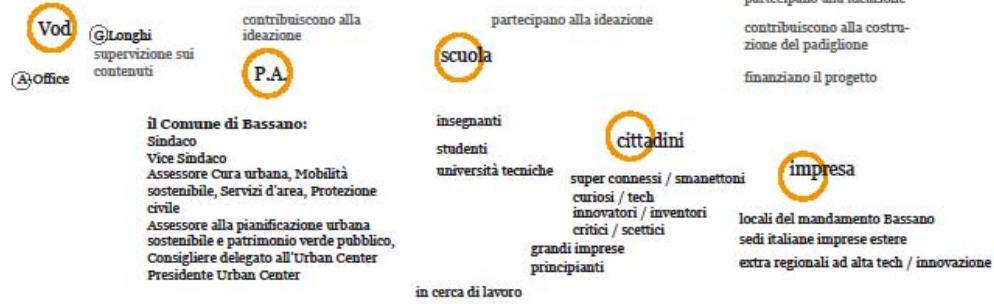 Vod
G.Longhi
supervizione sui
contenuti
A-Office
contribuiscono alla
ideazione
P.A.
il Comune di Bassano:
Sindaco
Vice Sindaco
Assessore Cura urbana, Mobilità
sostenibile, Servizi d'area, Protezione
civile
Assessore alla pianificazione urbana
sostenibile e patrimonio verde pubblico,
Consigliere delegato all'Urban Center
Presidente Urban Center
partecipano alla ideazione
scuola
insegnanti
studenti
università tecniche
cittadini
super connessi / smanettoni
curiosi / tech
innovatori / inventori
critici / scettici
grandi imprese
principianti
in cerca di lavoro
partecipano alla ideazione
contribuiscono alla costru-
zione del padiglione
finanziano il progetto
impresa
locali del mandamento Bassano
sedi italiane imprese estere
extra regionali ad alta tech / innovazione